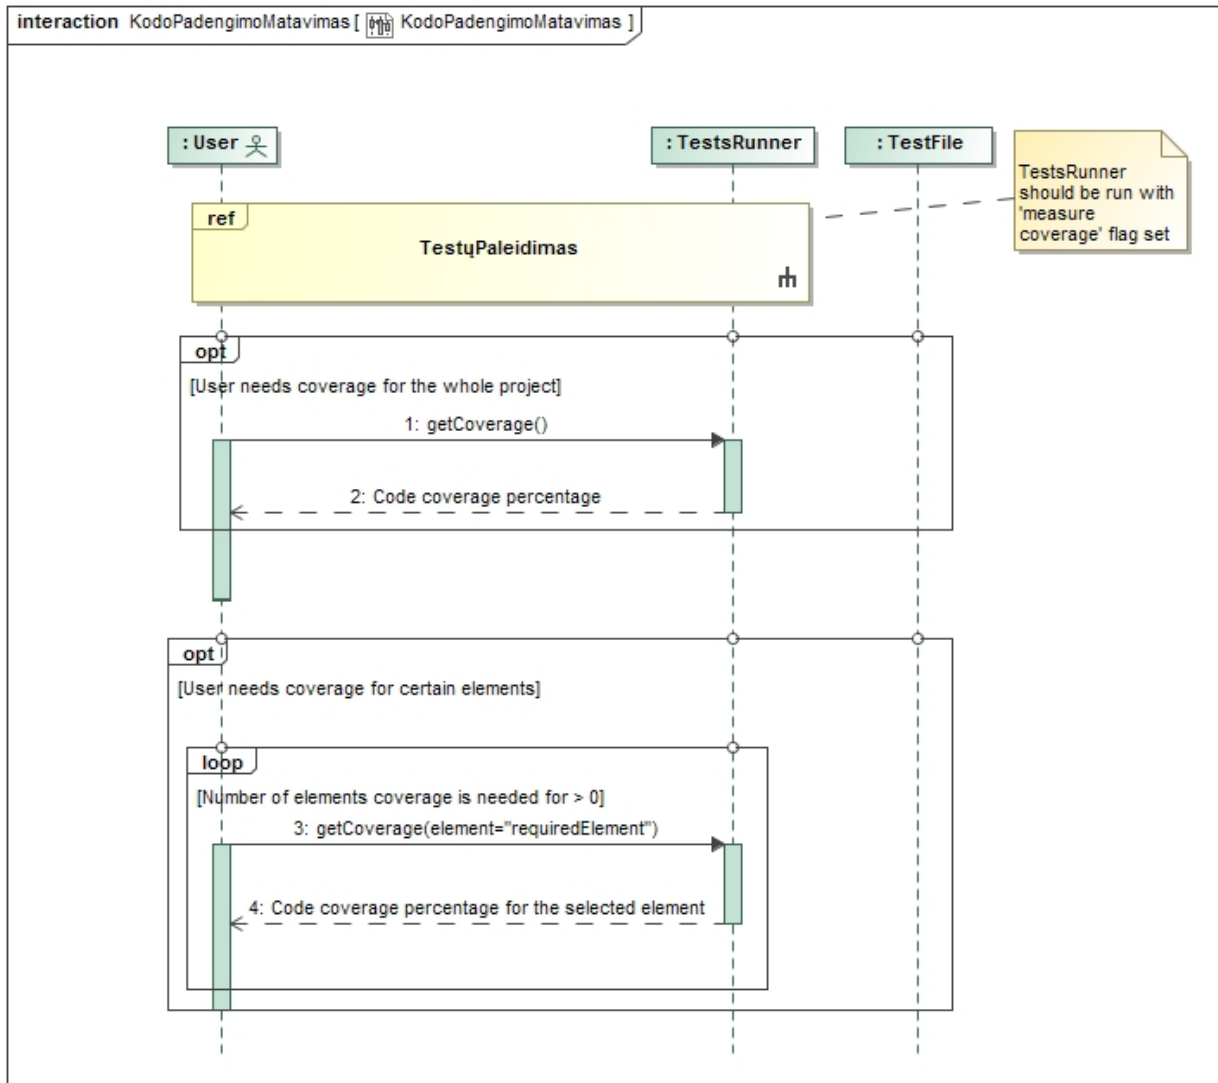 interaction KodoPadengimoMatavimas [ KodoPadengimoMatavimas ]
: User
: TestsRunner
: TestFile
TestsRunner
should be run with
'measure
coverage' flag set
ref
TestųPaleidimas
opt
[User needs coverage for the whole project]
1: getCoverage()
2: Code coverage percentage
opt
[User needs coverage for certain elements]
loop
[Number of elements coverage is needed for > 0]
3: getCoverage(element="requiredElement")
4: Code coverage percentage for the selected element